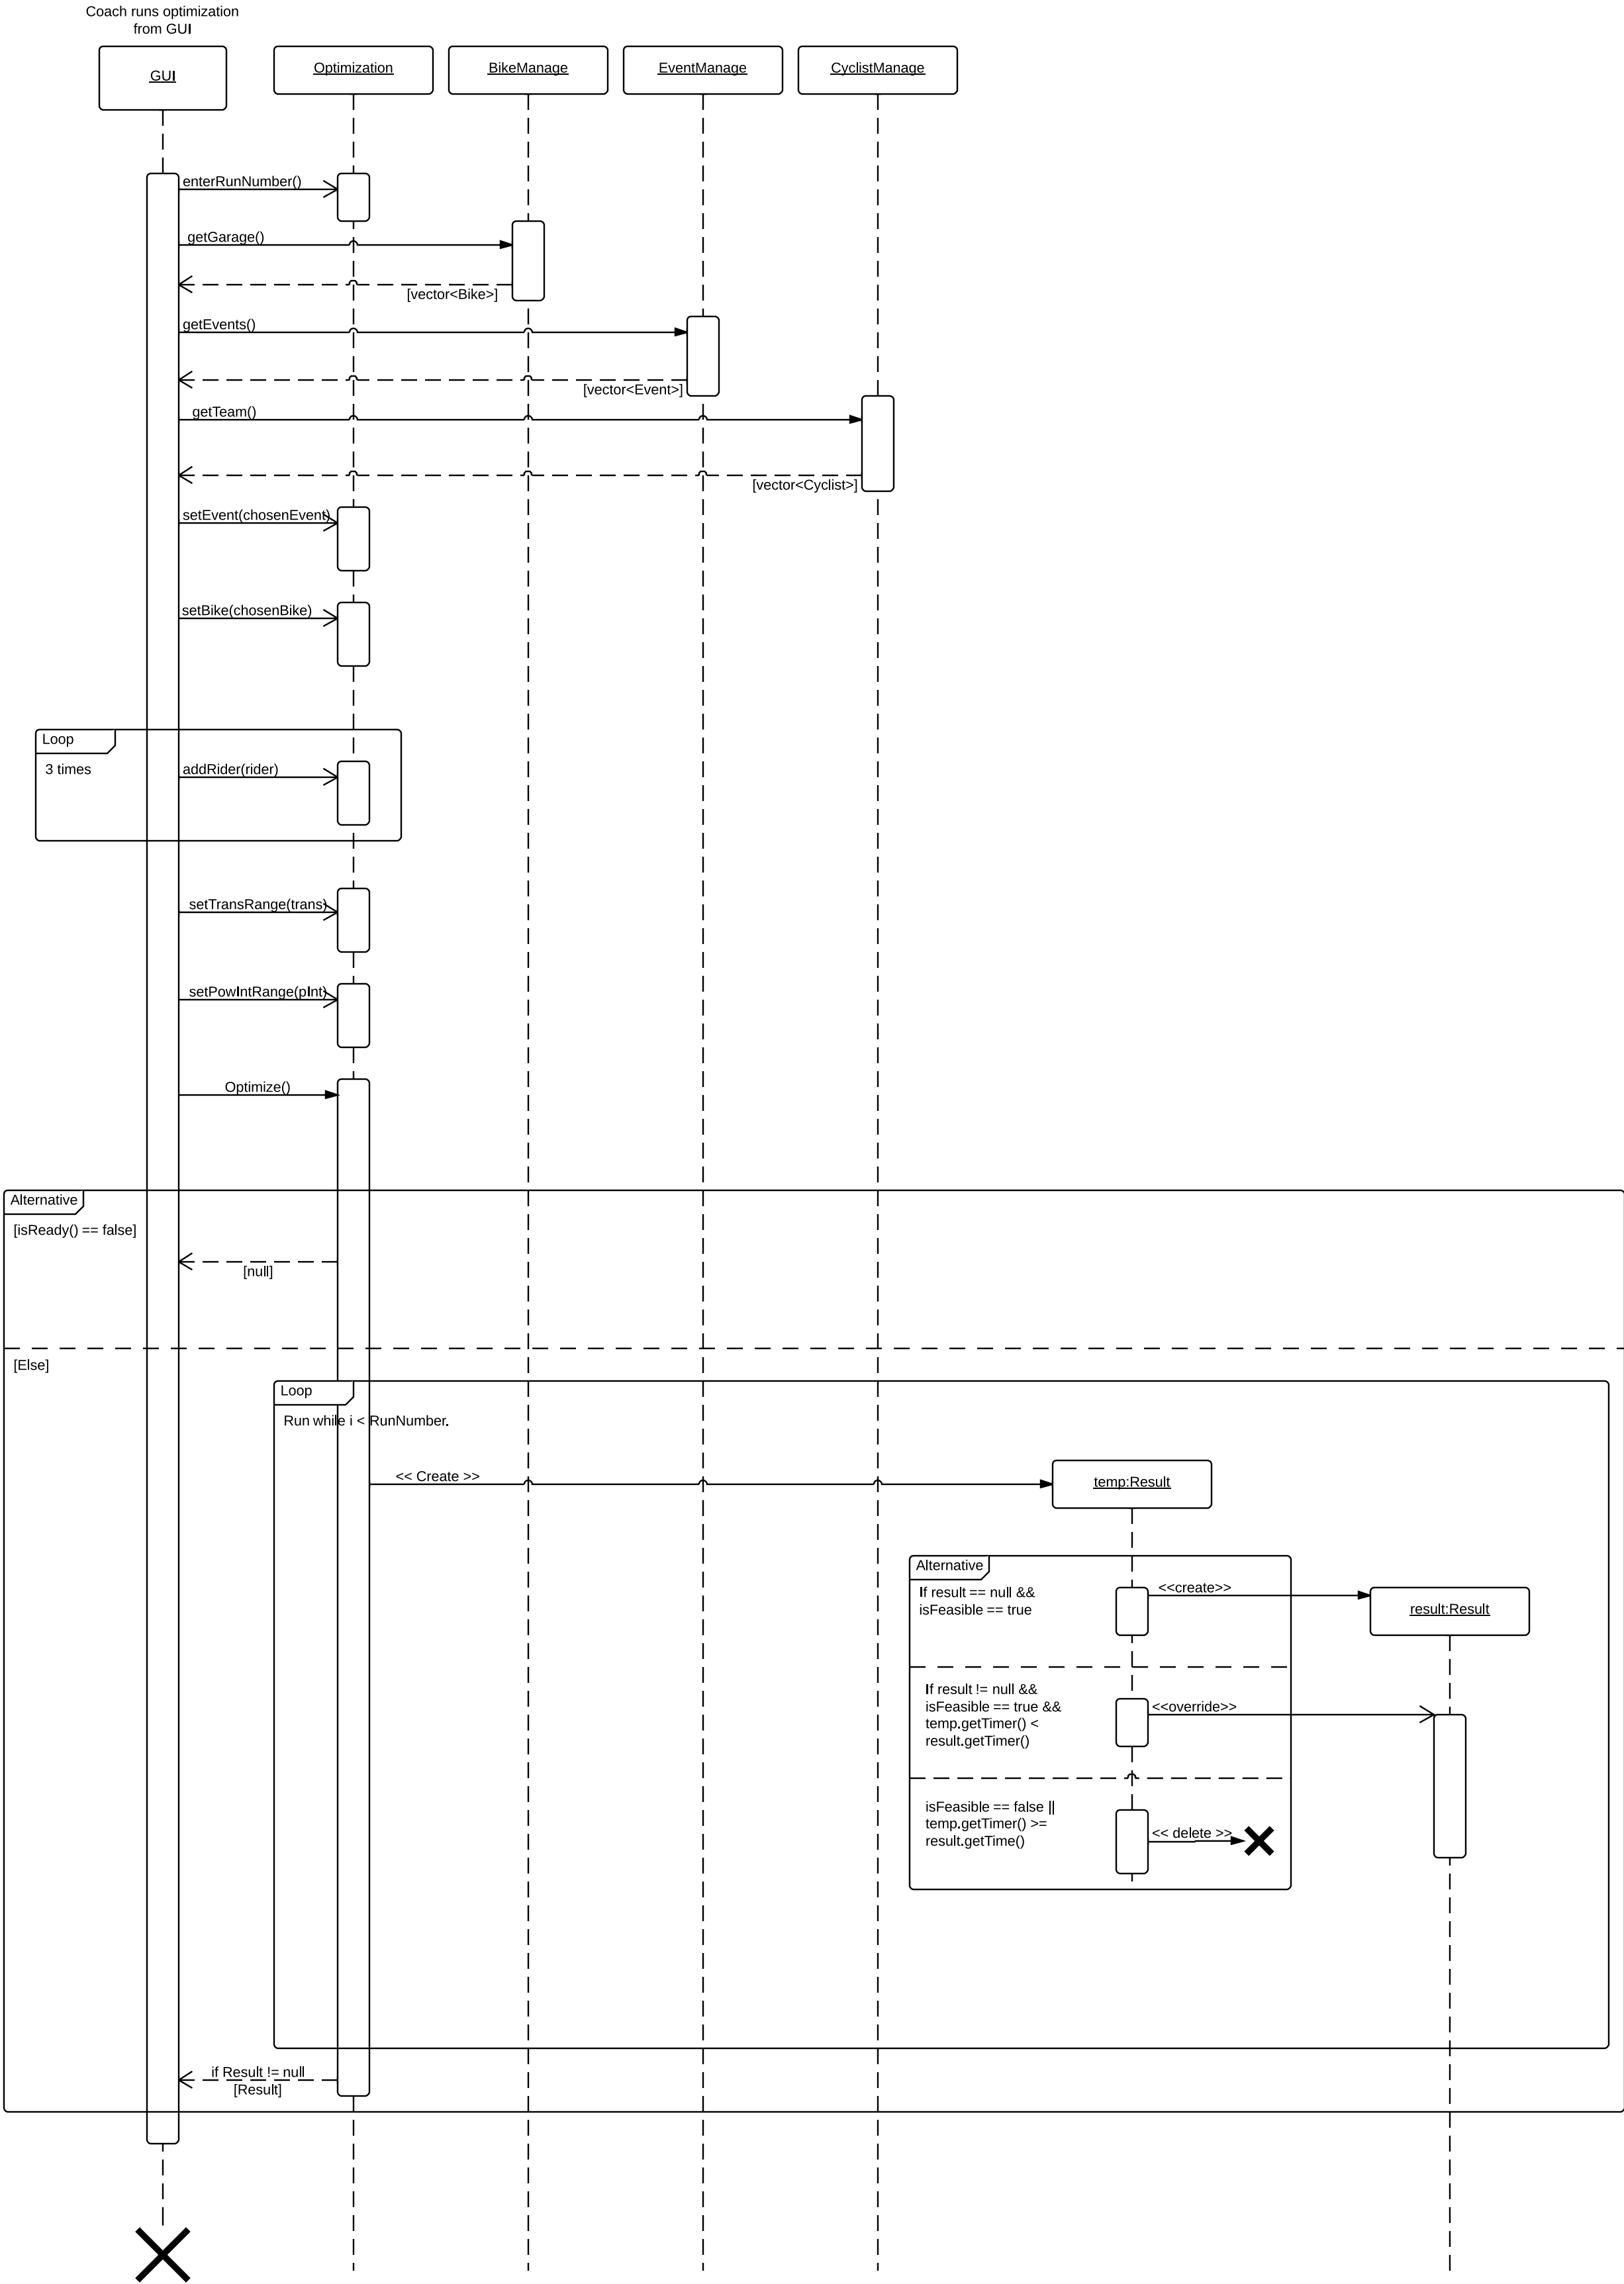 Coach runs optimization
from GUI
GUI
Optimization
BikeManage
EventManage
CyclistManage
enterRunNumber()
getGarage()
[vector<Bike>]
getEvents()
[vector<Event>]
getTeam()
[vector<Cyclist>]
setEvent(chosenEvent)
setBike(chosenBike)
Loop
3 times
addRider(rider)
setTransRange(trans)
setPowIntRange(pInt)
Optimize()
Alternative
[isReady() == false]
[null]
[Else]
Loop
Run while i < RunNumber.
<< Create >>
temp:Result
Alternative
If result == null &&
isFeasible == true
<<create>>
result:Result
If result != null &&
isFeasible == true &&
temp.getTimer() <
result.getTimer()
<<override>>
isFeasible == false ||
temp.getTimer() >=
result.getTime()
<< delete >>
if Result != null
[Result]